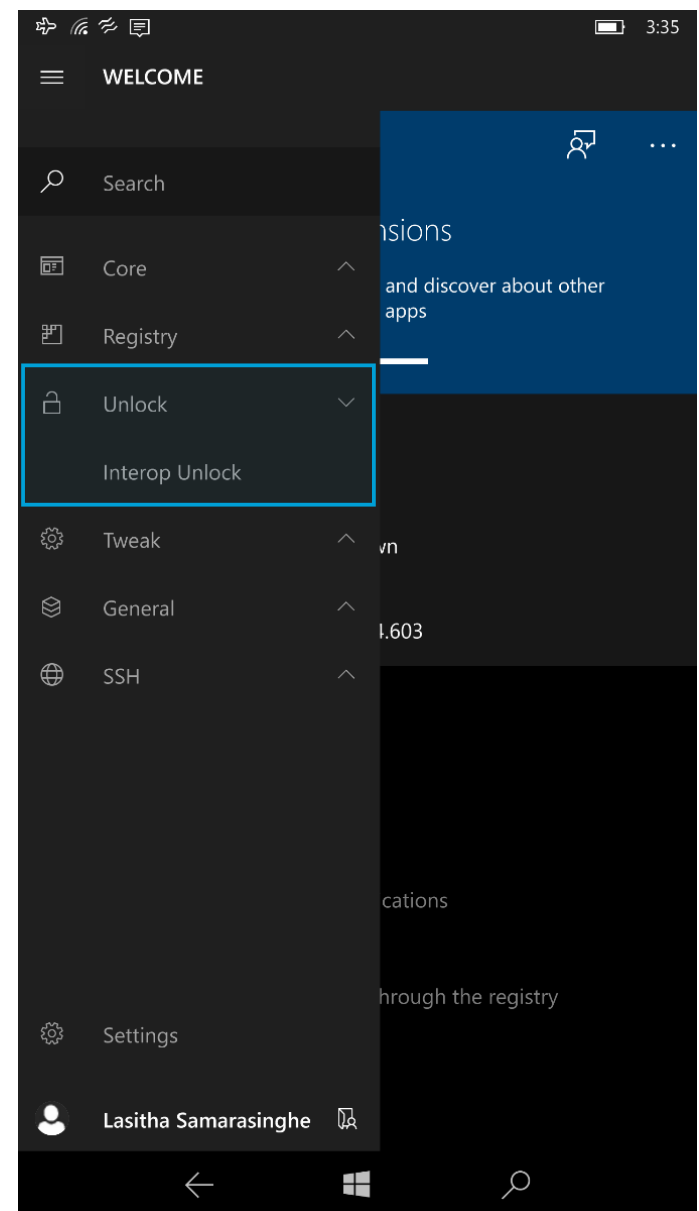 3:35
WELCOME
Search
nsions
Core
and discover about other
apps
Registry
Unlock
Interop Unlock
Tweak
wn
General
4.603
SSH
cations
hrough the registry
Settings
Lasitha Samarasinghe